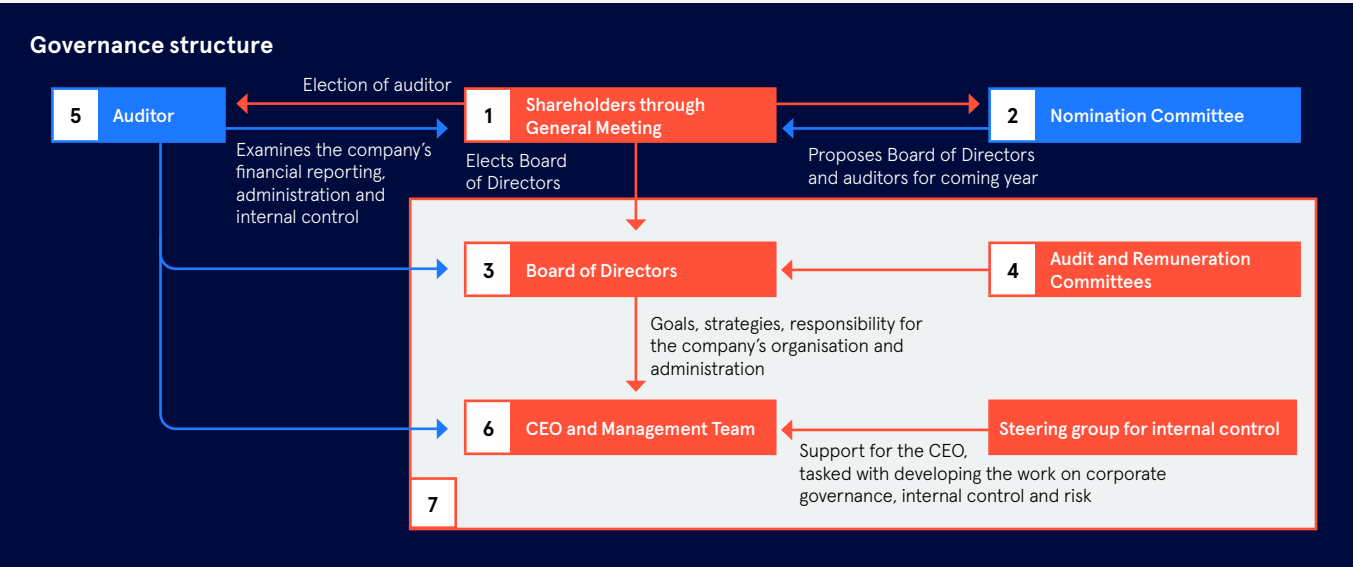 Governance structure
Election of auditor
5 Auditor
1 Shareholders through
General Meeting
2 Nomination Committee
Examines the company’s
financial reporting,
administration and
internal control
Elects Board
of Directors
Proposes Board of Directors
and auditors for coming year
3 Board of Directors
4 Audit and Remuneration
Committees
Goals, strategies, responsibility for
the company’s organisation and
administration
6 CEO and Management Team
Steering group for internal control
Support for the CEO,
tasked with developing the work on corporate
governance, internal control and risk
7